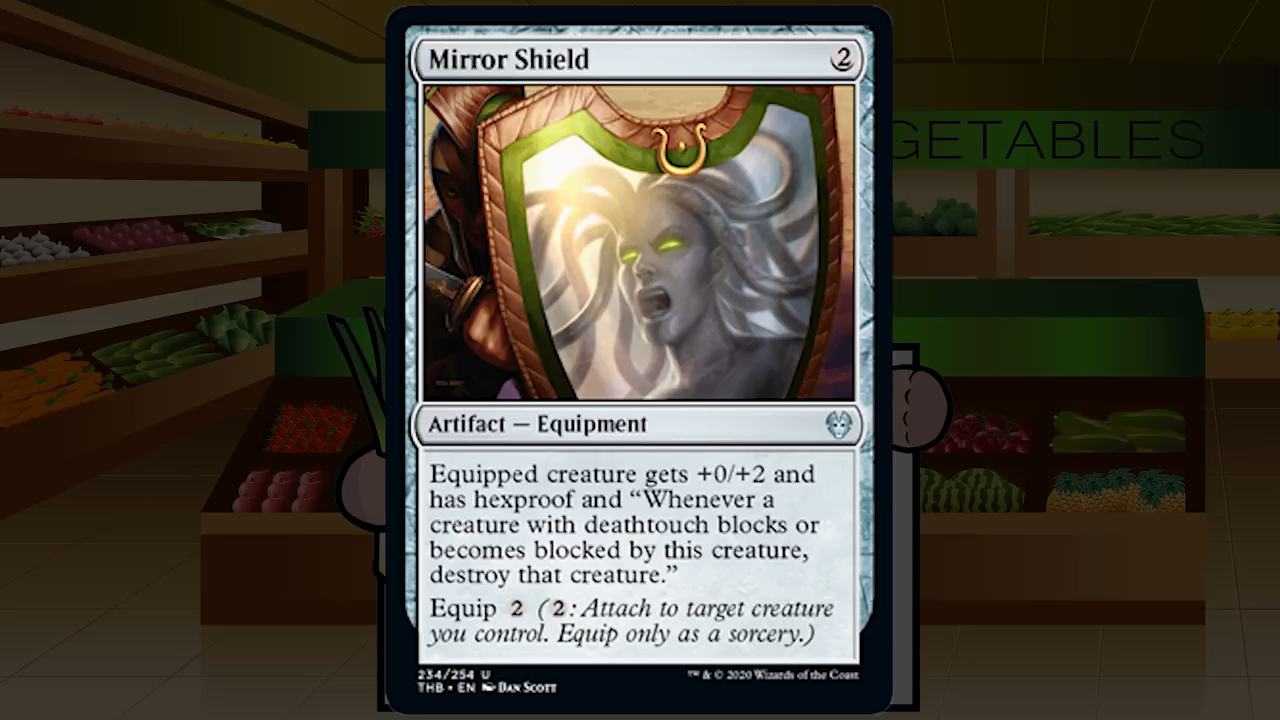 Mirror Shield 2
GETABLES
Artifact — Equipment
Equipped creature gets +0/+2 and
has hexproof and “Whenever a
creature with deathtouch blocks or
becomes blocked by this creature,
destroy that creature.”
Equip 2 (2: Attach to target creature
you control. Equip only as a sorcery.)
234/254 U
™ & © 2020 Wizards of the Coast
THB • EN Dan Scott